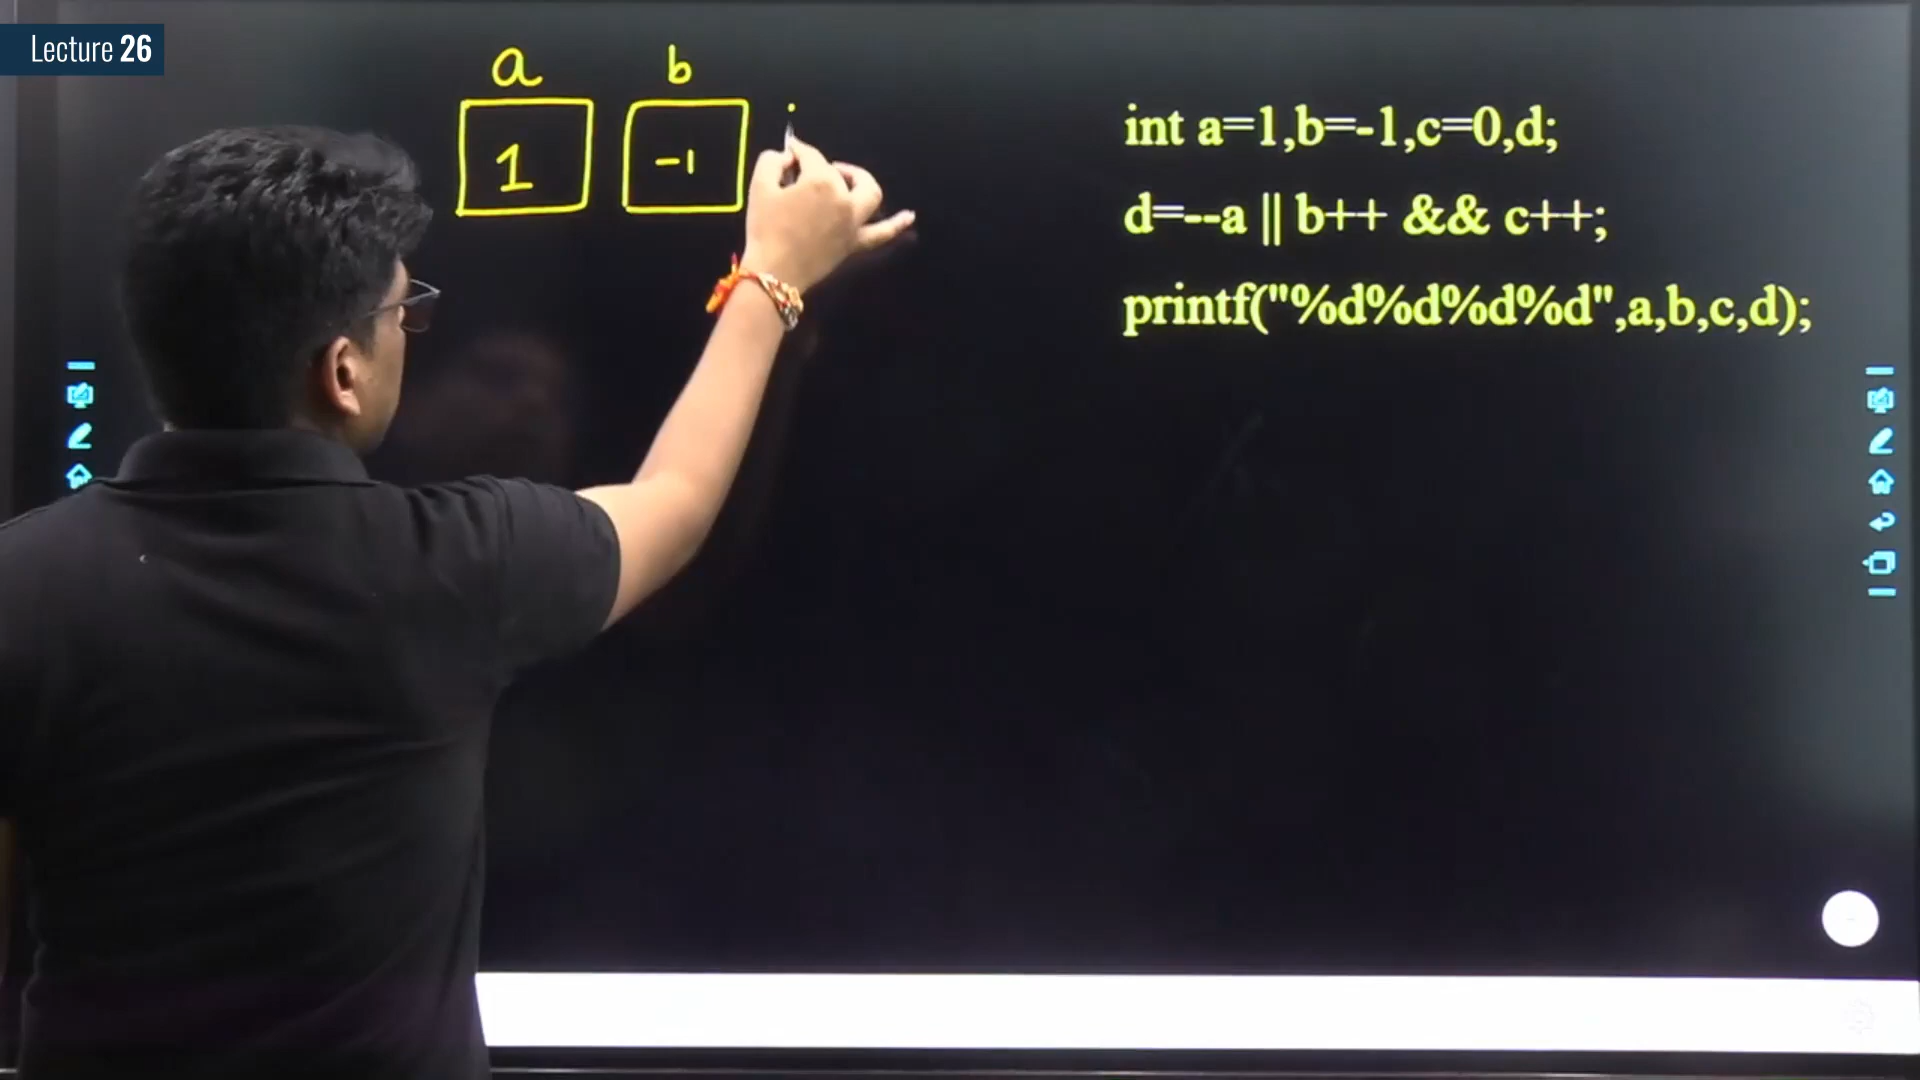 Lecture 26
a b
1 -1
int a=1,b=-1,c=0,d;
d=--a || b++ && c++;
printf("%d%d%d%d",a,b,c,d);